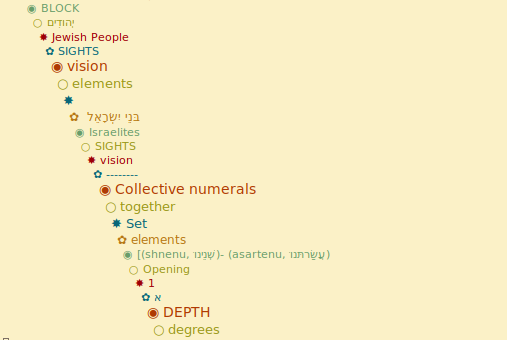 BLOCK
יְהוּדִים
Jewish People
SIGHTS
vision
elements
בּנֵי יִשְׂרָאֵל
Israelites
SIGHTS
vision
--------
Collective numerals
together
Set
elements
[(shnenu, שְׁנֵינוּ)- (asartenu, עֲשַׂרְתֵּנוּ)
Opening
1
א
DEPTH
degrees